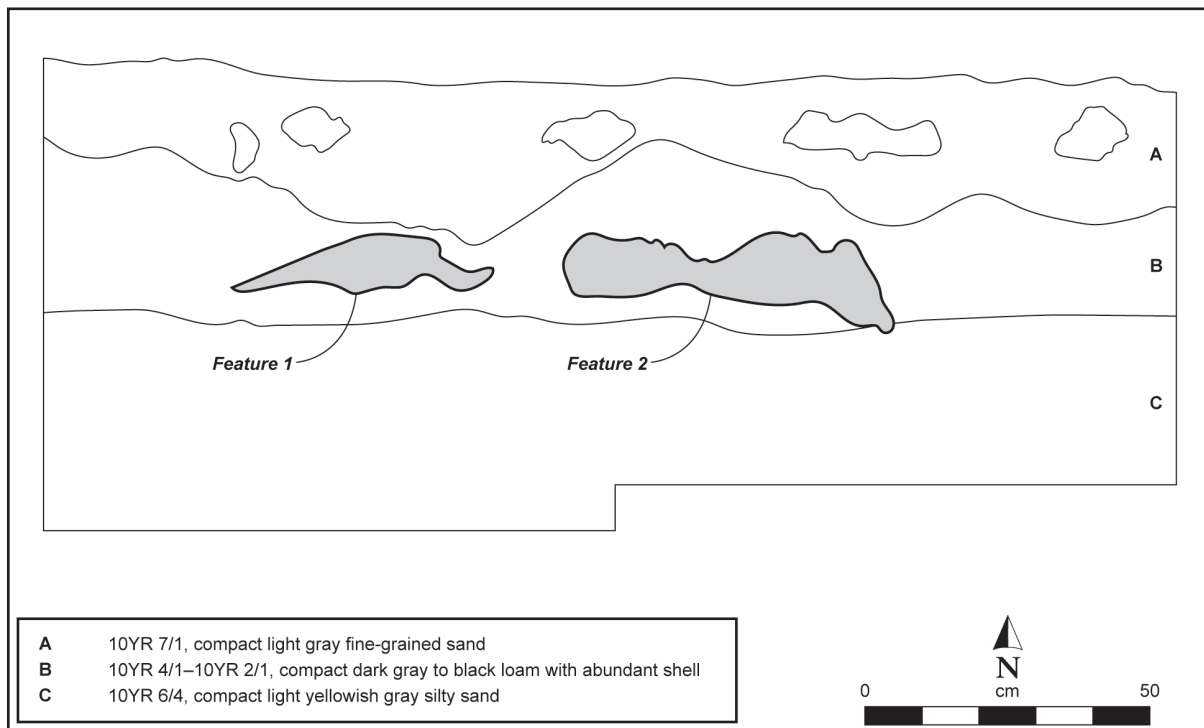 A
B
Feature 1
Feature 2
C
A 10YR 7/1, compact light gray fine-grained sand
B 10YR 4/1–10YR 2/1, compact dark gray to black loam with abundant shell
C 10YR 6/4, compact light yellowish gray silty sand
N
0 cm 50